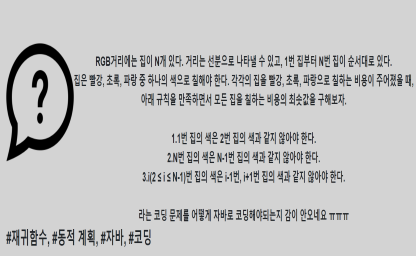 RGB거리에는 집이 N개 있다. 거리는 선분으로 나타낼 수 있고, 1번 집부터 N번 집이 순서대로 있다.
집은 빨강, 초록, 파랑 중 하나의 색으로 칠해야 한다. 각각의 집을 빨강, 초록, 파랑으로 칠하는 비용이 주어졌을 때,
아래 규칙을 만족하면서 모든 집을 칠하는 비용의 최솟값을 구해보자.
1.1번 집의 색은 2번 집의 색과 같지 않아야 한다.
2.N번 집의 색은 N-1번 집의 색과 같지 않아야 한다.
3.i(2 ≤ i ≤ N-1)번 집의 색은 i-1번, i+1번 집의 색과 같지 않아야 한다.
라는 코딩 문제를 어떻게 자바로 코딩해야되는지 감이 안오네요 ㅠㅠㅠ
#재귀함수, #동적 계획, #자바, #코딩